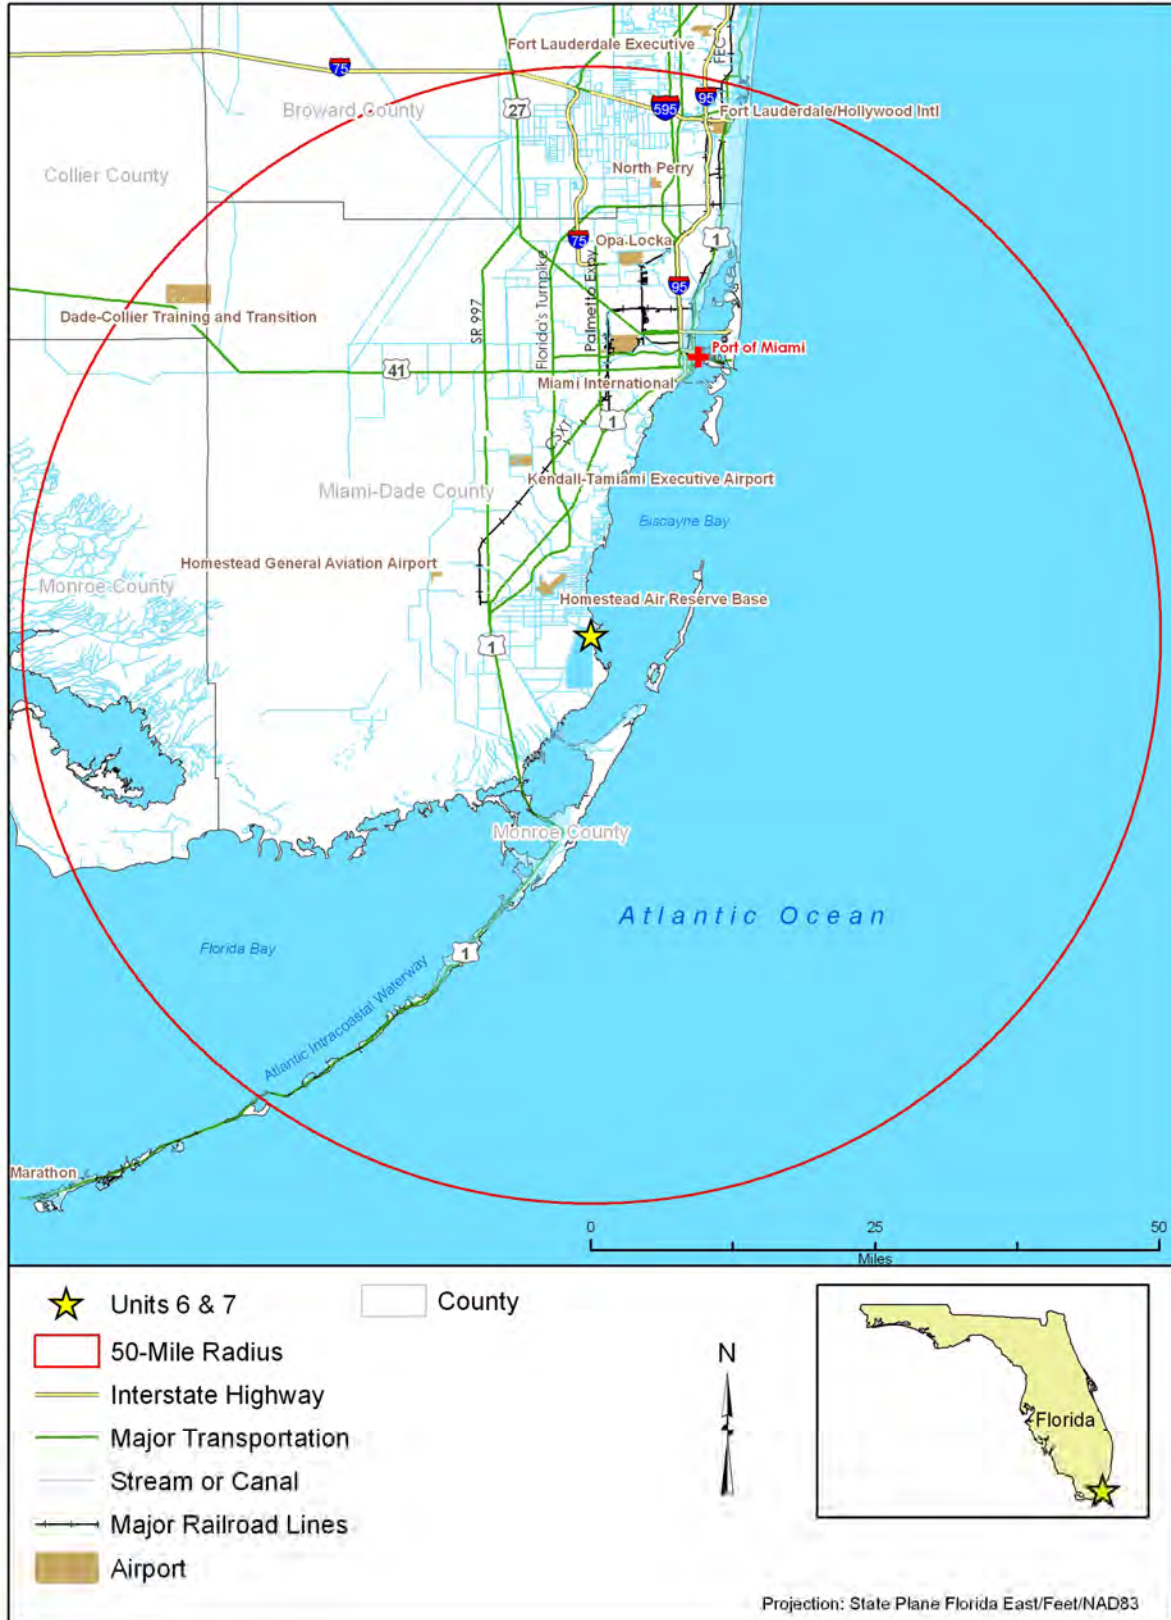 Fort Lauderdale Executive
FEC
75
95
Broward County
27
595
Fort Lauderdale/Hollywood Intl
Collier County
North Perry
1
75
Opa Locka
95
Dade-Collier Training and Transition
SR 997
Florida's Turnpike
Palmetto Expy
Port of Miami
41
Miami International
1
CSXT
Kendall-Tamiami Executive Airport
Miami-Dade County
Biscayne Bay
Homestead General Aviation Airport
Monroe County
Homestead Air Reserve Base
1
Monroe County
Atlantic Ocean
Florida Bay
1
Atlantic Intracoastal Waterway
Marathon
0 25 50
Miles
Units 6 & 7
County
50-Mile Radius
Interstate Highway
Major Transportation
Stream or Canal
Major Railroad Lines
Airport
N
Florida
Projection: State Plane Florida East/Feet/NAD83